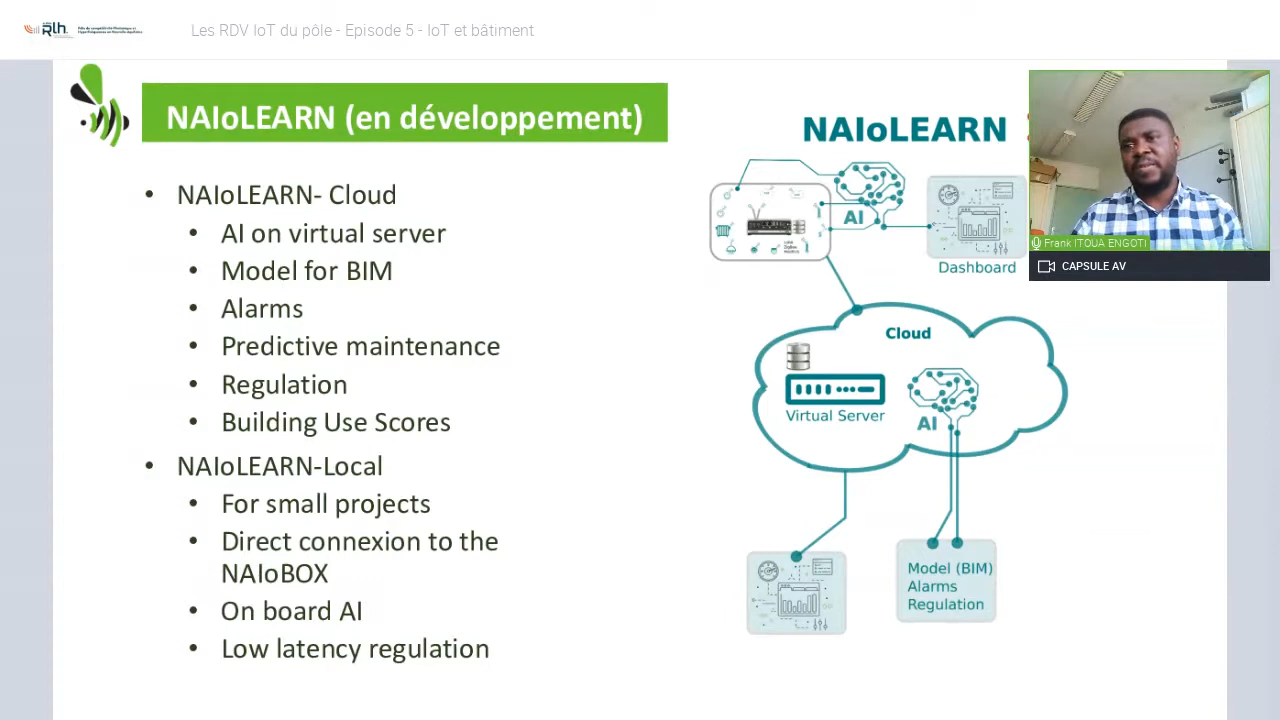 Rlh
Les RDV IoT du pôle - Episode 5 - IoT et bâtiment
NAIoLEARN (en développement)
• NAIoLEARN- Cloud
• AI on virtual server
• Model for BIM
• Alarms
• Predictive maintenance
• Regulation
• Building Use Scores
• NAIoLEARN-Local
• For small projects
• Direct connexion to the
NAIoBOX
• On board AI
• Low latency regulation
NAIoLEARN
AI
Dashboard
Cloud
Virtual Server
AI
Model (BIM)
Alarms
Regulation
Frank ITOUA ENGOTI
CAPSULE AV